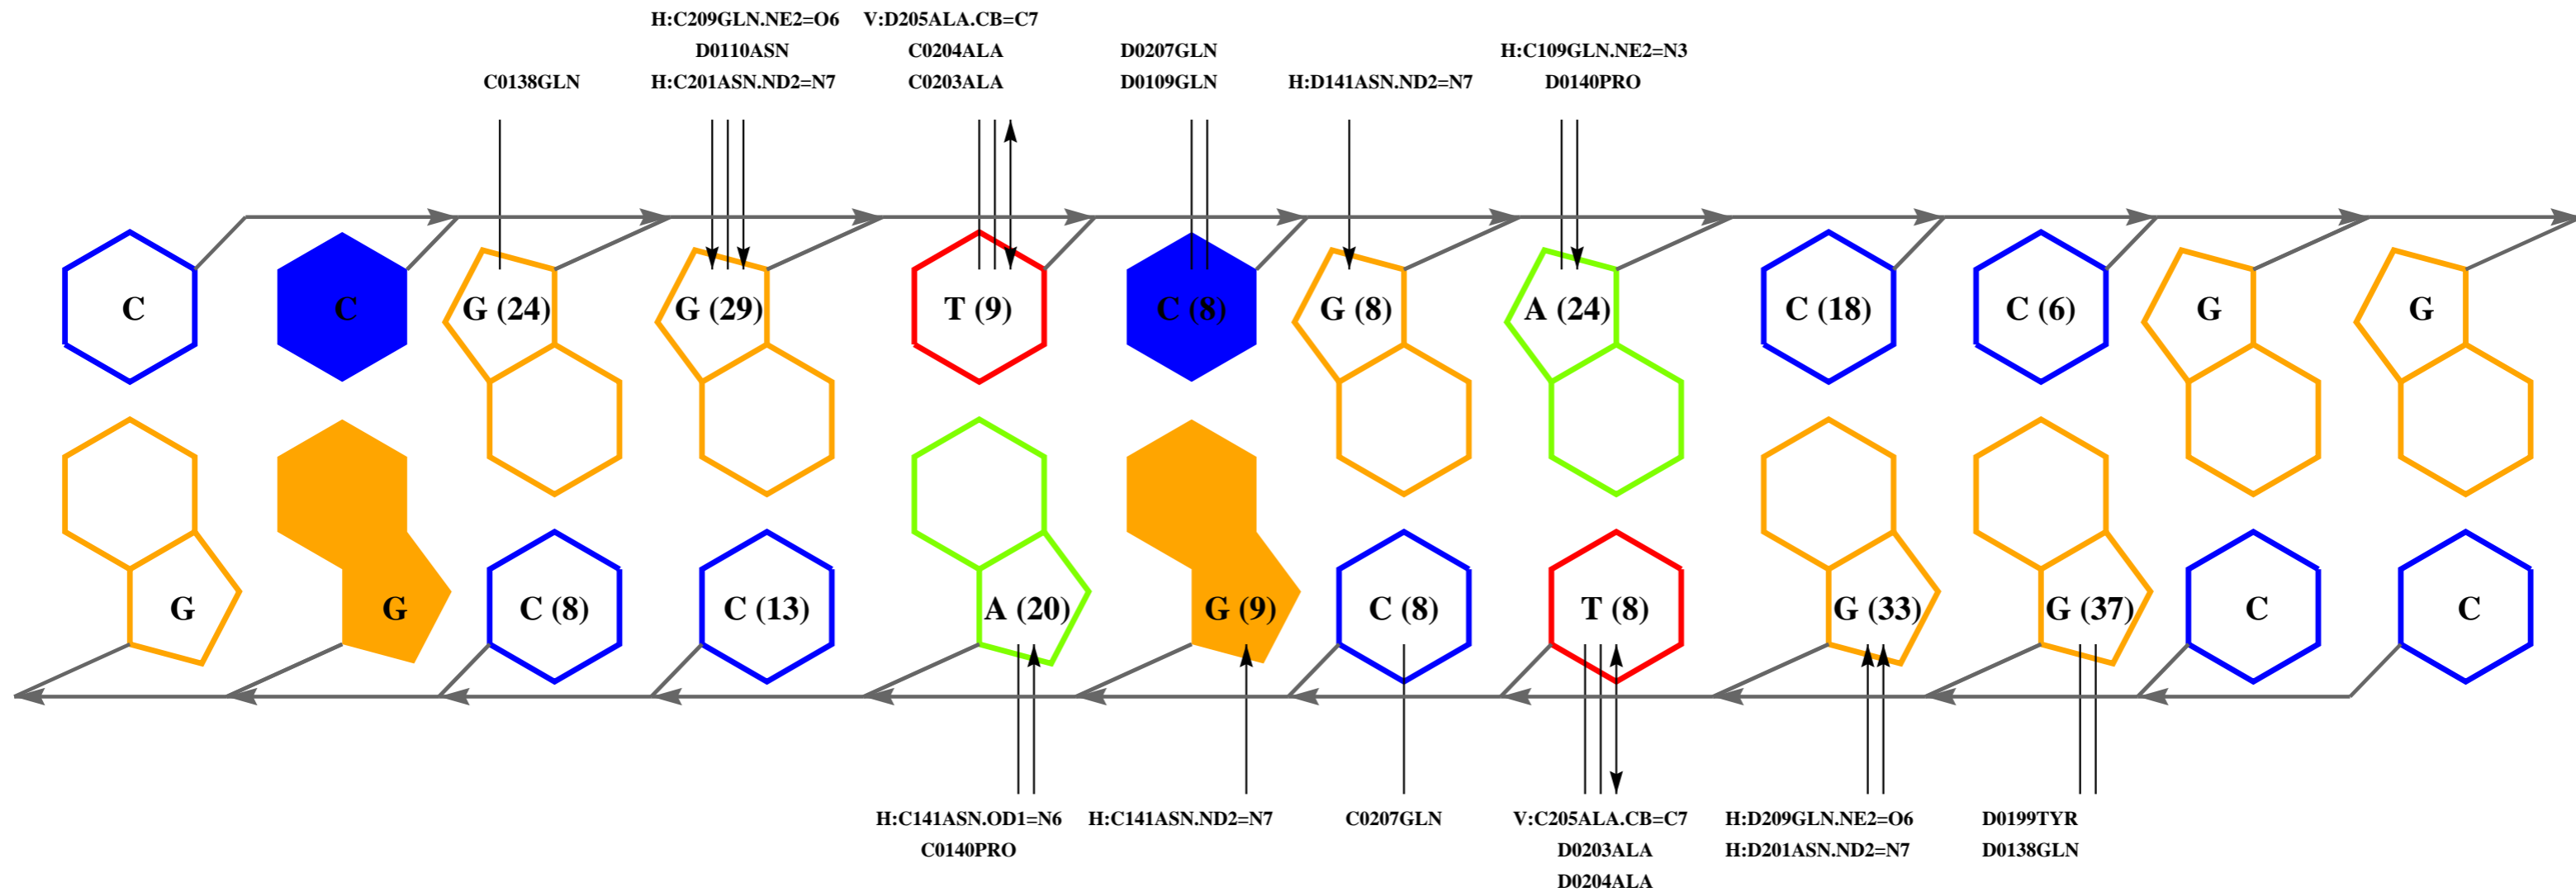 H:C209GLN.NE2=O6 V:D205ALA.CB=C7
D0110ASN C0204ALA D0207GLN H:C109GLN.NE2=N3
C0138GLN H:C201ASN.ND2=N7 C0203ALA D0109GLN H:D141ASN.ND2=N7 D0140PRO
C C G (24) G (29) T (9) C (8) G (8) A (24) C (18) C (6) G G
G G C (8) C (13) A (20) G (9) C (8) T (8) G (33) G (37) C C
H:C141ASN.OD1=N6 H:C141ASN.ND2=N7 C0207GLN V:C205ALA.CB=C7 H:D209GLN.NE2=O6 D0199TYR
C0140PRO D0203ALA H:D201ASN.ND2=N7 D0138GLN
D0204ALA